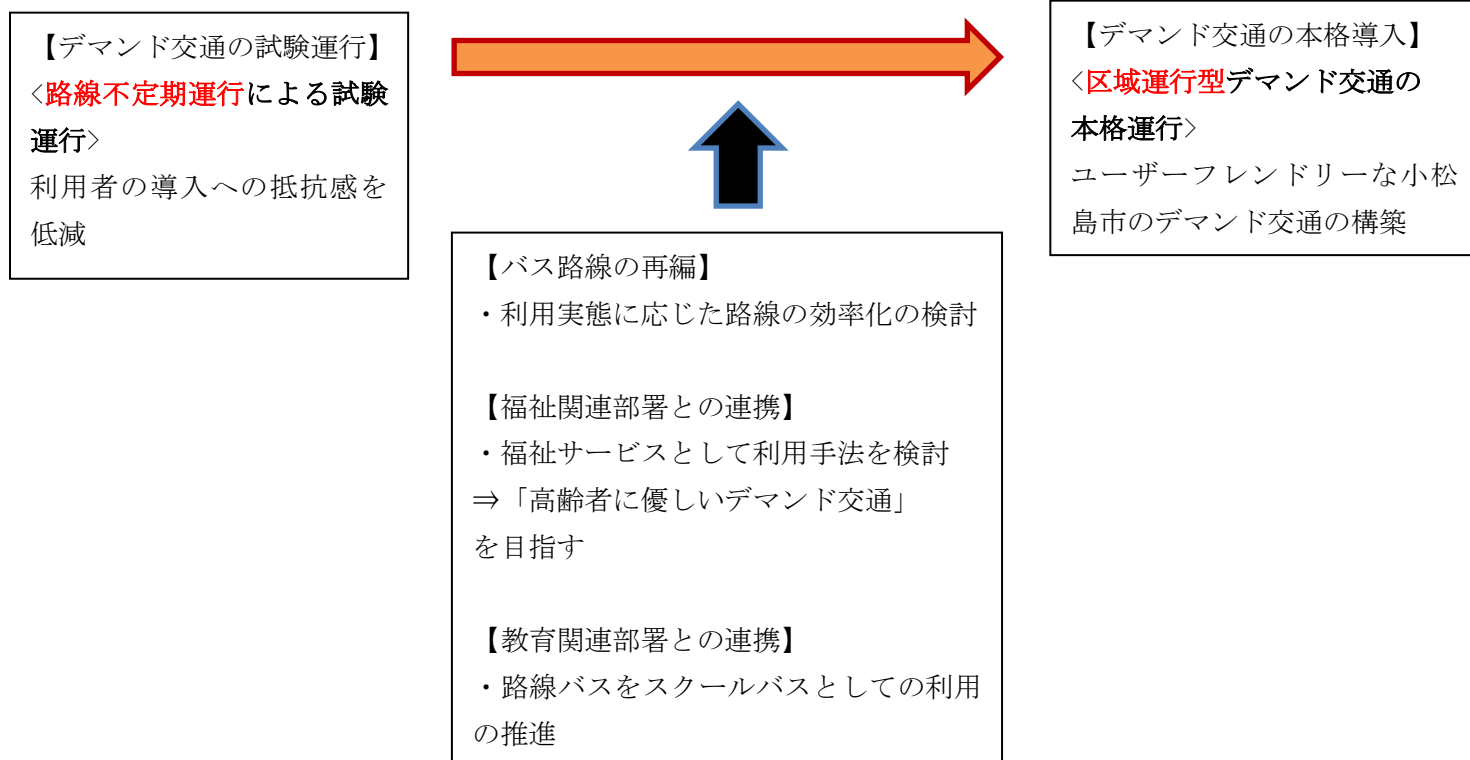 【デマンド交通の試験運行】
<路線不定期運行による試験
運行>
利用者の導入への抵抗感を
低減
【デマンド交通の本格導入】
<区域運行型デマンド交通の
本格運行>
ユーザーフレンドリーな小松
島市のデマンド交通の構築
【バス路線の再編】
・利用実態に応じた路線の効率化の検討
【福祉関連部署との連携】
・福祉サービスとして利用手法を検討
⇒「高齢者に優しいデマンド交通」
を目指す
【教育関連部署との連携】
・路線バスをスクールバスとしての利用
の推進